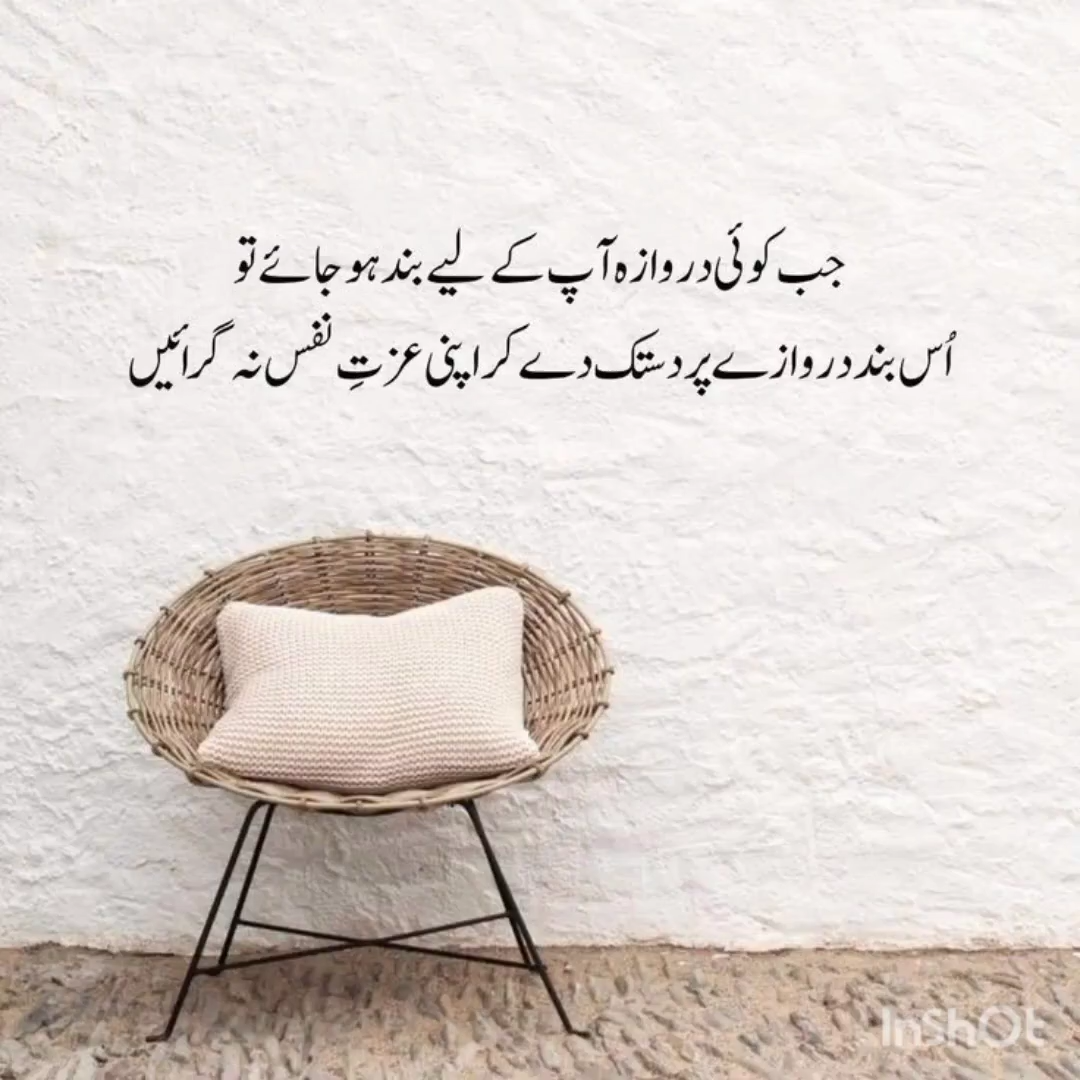 جب کوئی دروازہ آپ کے لیے بند ہو جائے تو
اُس بند دروازے پر دستک دے کر اپنی عزتِ نفس نہ گرائیں
InShOt